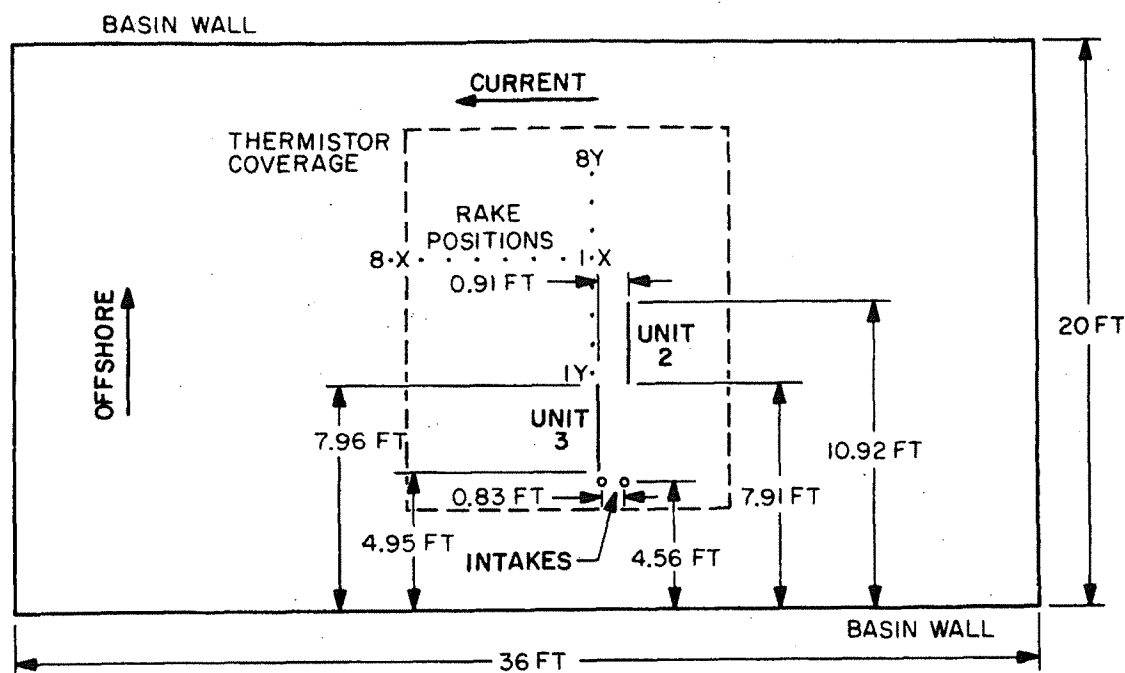 BASIN WALL
CURRENT
THERMISTOR
COVERAGE
8Y
RAKE
POSITIONS
8·X
1·X
0.91 FT
OFFSHORE
UNIT
2
20 FT
1Y
UNIT
3
7.96 FT
10.92 FT
0.83 FT
7.91 FT
4.95 FT
INTAKES
4.56 FT
BASIN WALL
36 FT